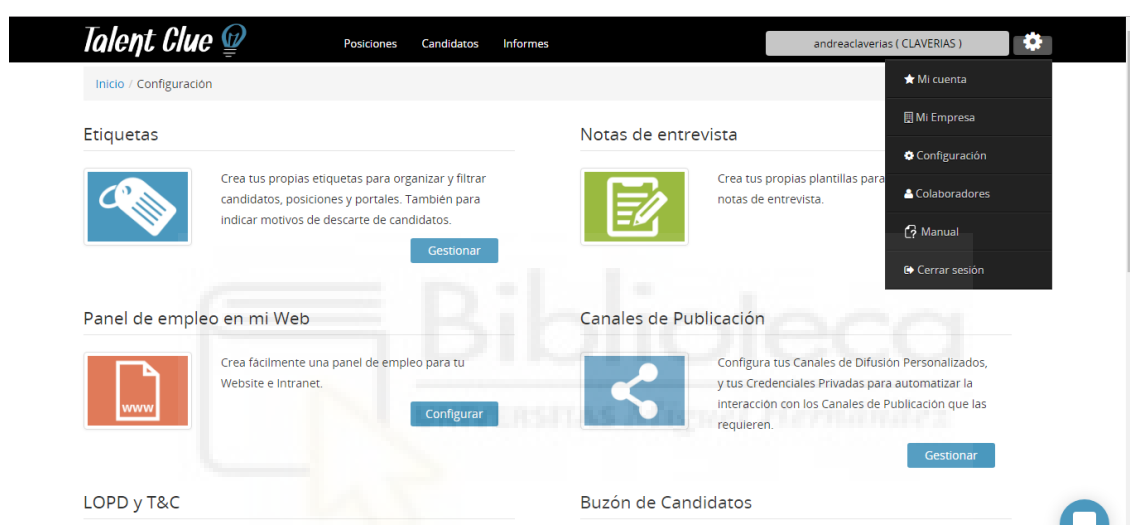 Talent Clue
Posiciones Candidatos Informes
andreaclaverias ( CLAVERIAS )
Inicio / Configuración
Mi cuenta
Mi Empresa
Configuración
Colaboradores
Manual
Cerrar sesión
Etiquetas
Crea tus propias etiquetas para organizar y filtrar
candidatos, posiciones y portales. También para
indicar motivos de descarte de candidatos.
Gestionar
Notas de entrevista
Crea tus propias plantillas para
notas de entrevista.
Panel de empleo en mi Web
WWW
Crea fácilmente una panel de empleo para tu
Website e Intranet.
Configurar
Canales de Publicación
Configura tus Canales de Difusión Personalizados,
y tus Credenciales Privadas para automatizar la
interacción con los Canales de Publicación que las
requieren.
Gestionar
LOPD y T&C
Buzón de Candidatos
Biblioteca
UNIVERSITAS Miguel Hernández